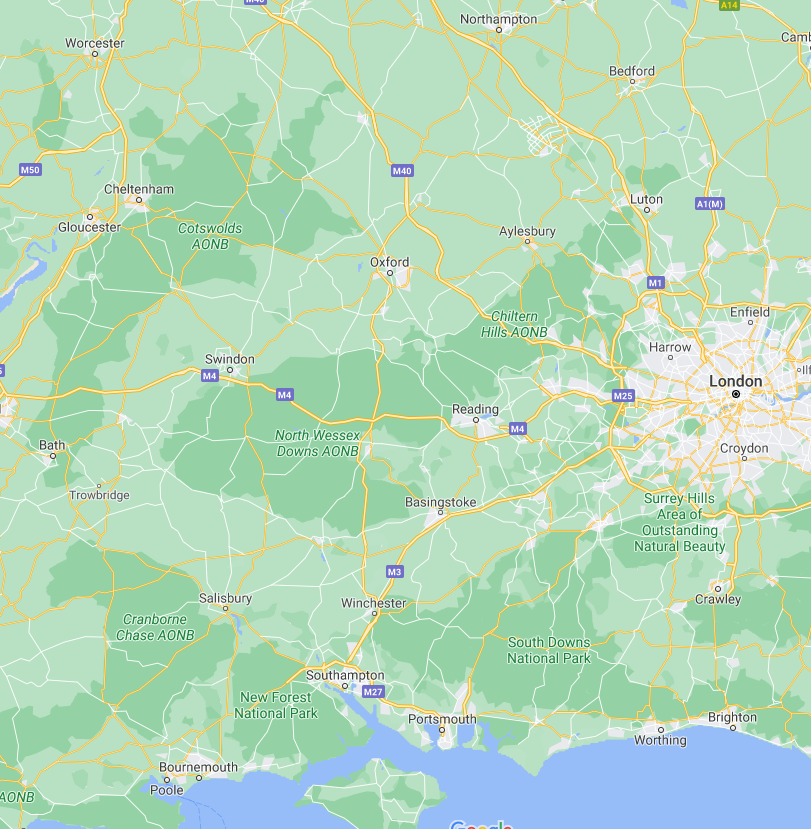 M40
A14
Northampton
Worcester
Camb
Bedford
M50
M40
Cheltenham
Luton
A1(M)
Gloucester
Cotswolds
AONB
Aylesbury
Oxford
M1
Chiltern
Hills AONB
Enfield
Harrow
Swindon
M4
M4
London
M25
Reading
M4
North Wessex
Downs AONB
Bath
Croydon
Trowbridge
Basingstoke
Surrey Hills
Area of
Outstanding
Natural Beauty
M3
Salisbury
Winchester
Crawley
Cranborne
Chase AONB
South Downs
National Park
Southampton
M27
New Forest
National Park
Portsmouth
Brighton
Worthing
Bournemouth
Poole
AONB
Google